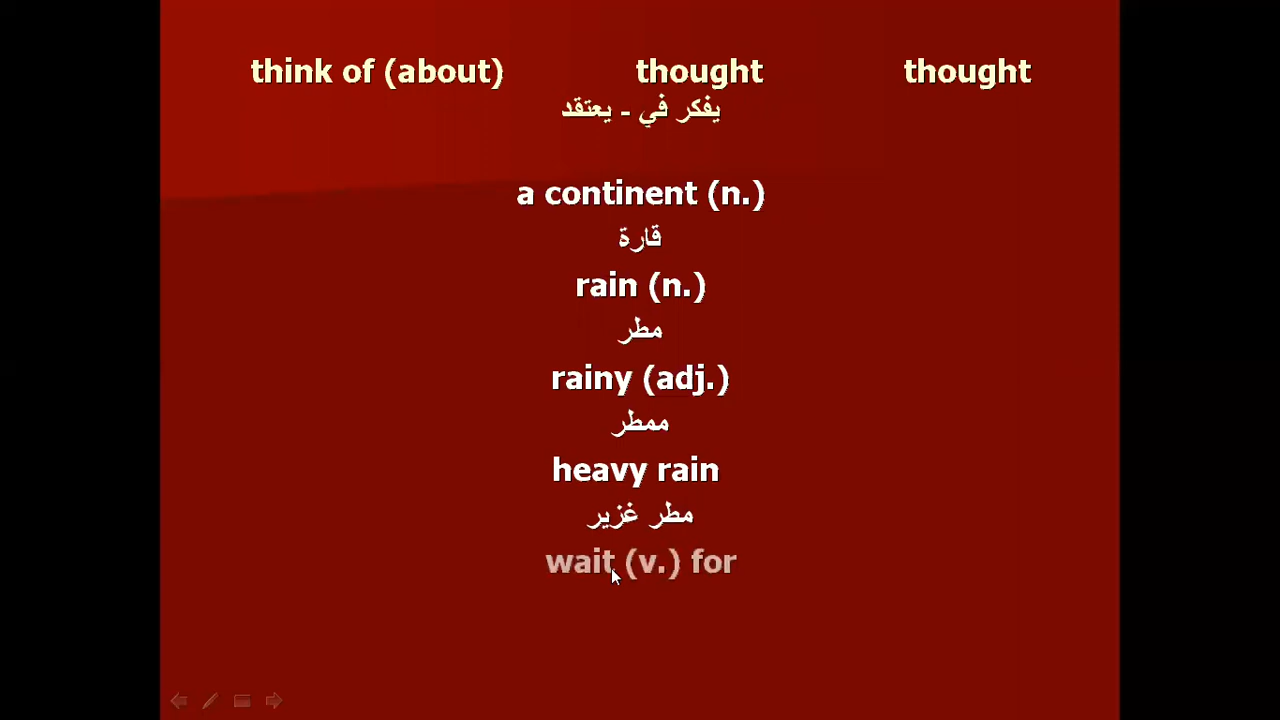 think of (about) thought thought
يفكر في - يعتقد
a continent (n.)
قارة
rain (n.)
مطر
rainy (adj.)
ممطر
heavy rain
مطر غزير
wait (v.) for